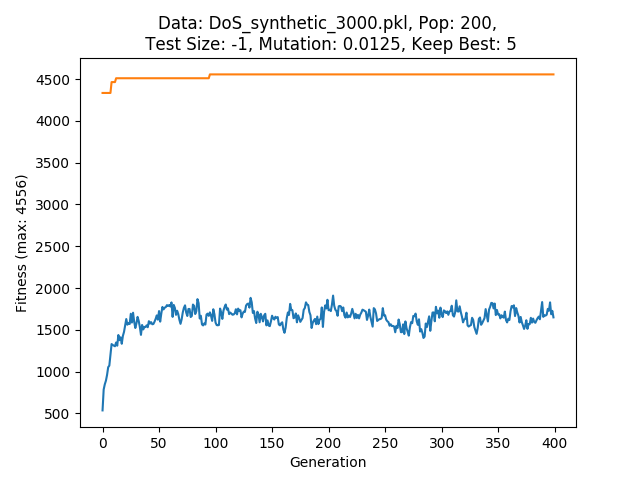 Data: DoS_synthetic_3000.pkl, Pop: 200,
Test Size: -1, Mutation: 0.0125, Keep Best: 5
Fitness (max: 4556)
4500
4000
3500
3000
2500
2000
1500
1000
500
0 50 100 150 200 250 300 350 400
Generation